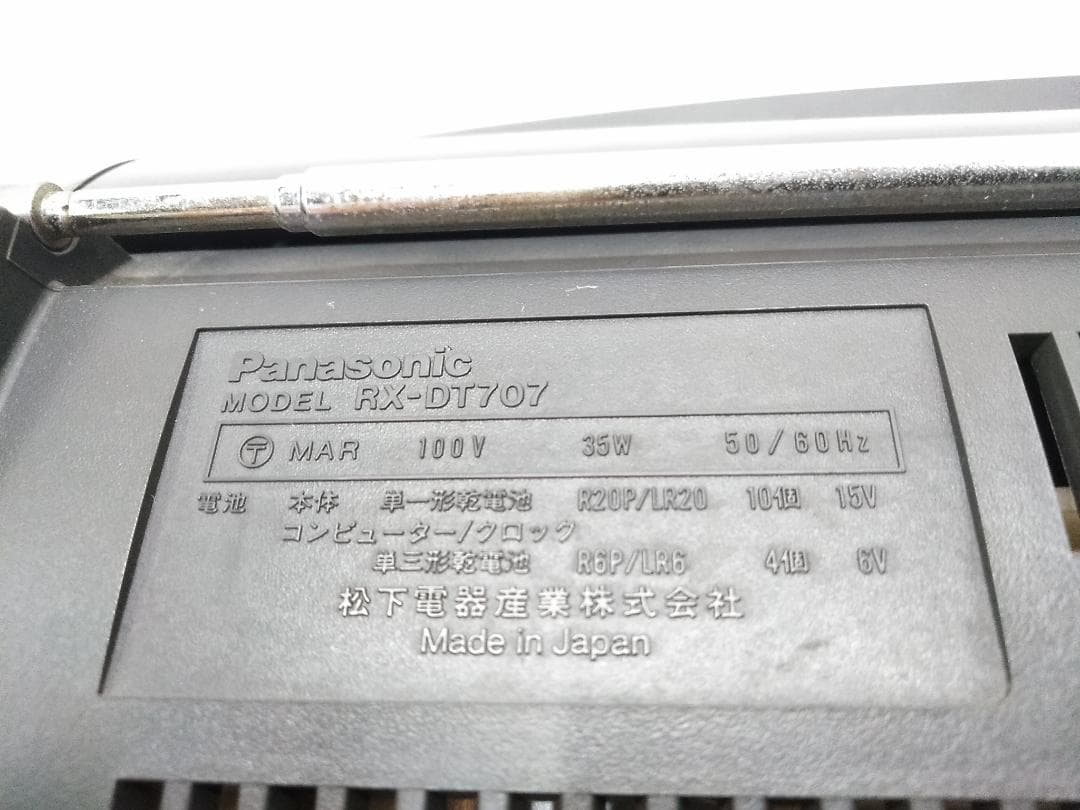 Panasonic
MODEL RX-DT707
〒 MAR 100V 35W 50/60Hz
電池 本体 単一形乾電池 R20P/LR20 10個 15V
コンピューター/クロック
単三形乾電池 R6P/LR6 4個 6V
松下電器産業株式会社
Made in Japan